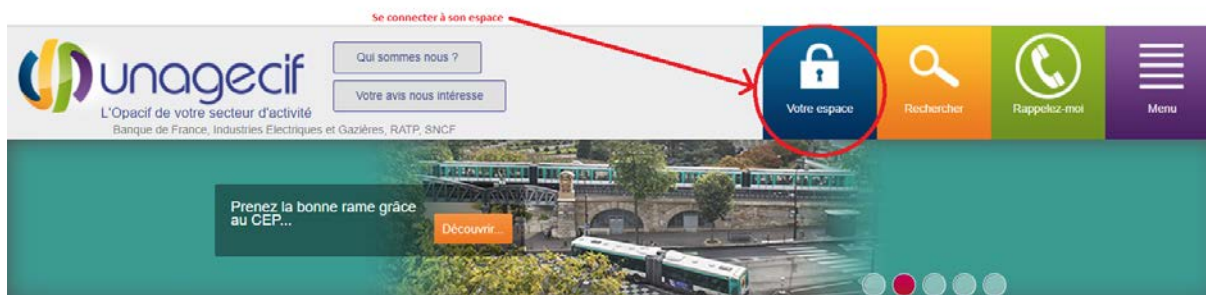 Se connecter à son espace
unagecif
L'Opacif de votre secteur d'activité
Banque de France, Industries Electriques et Gazières, RATP, SNCF
Qui sommes nous ?
Votre avis nous intéresse
Votre espace
Rechercher
Rappelez-moi
Menu
Prenez la bonne rame grâce
au CEP...
Découvrir...